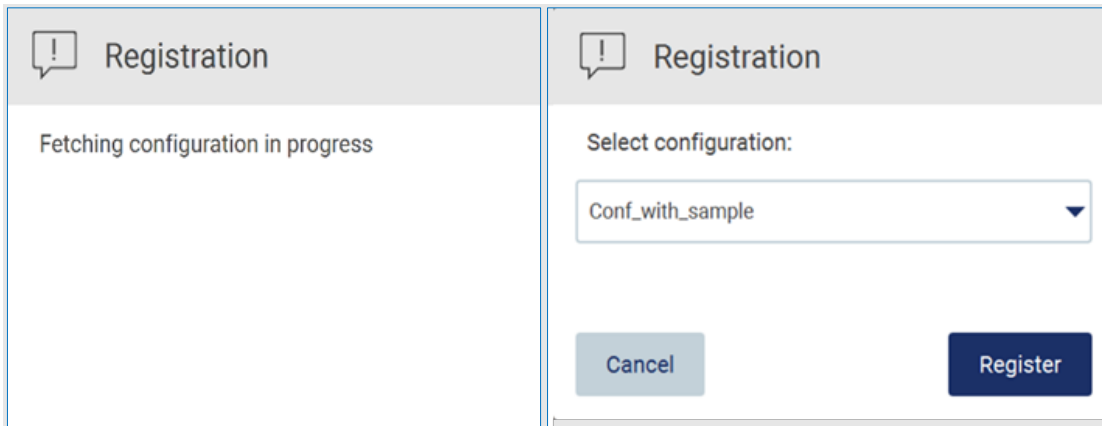 Registration
Fetching configuration in progress
Registration
Select configuration:
Conf_with_sample
Cancel
Register